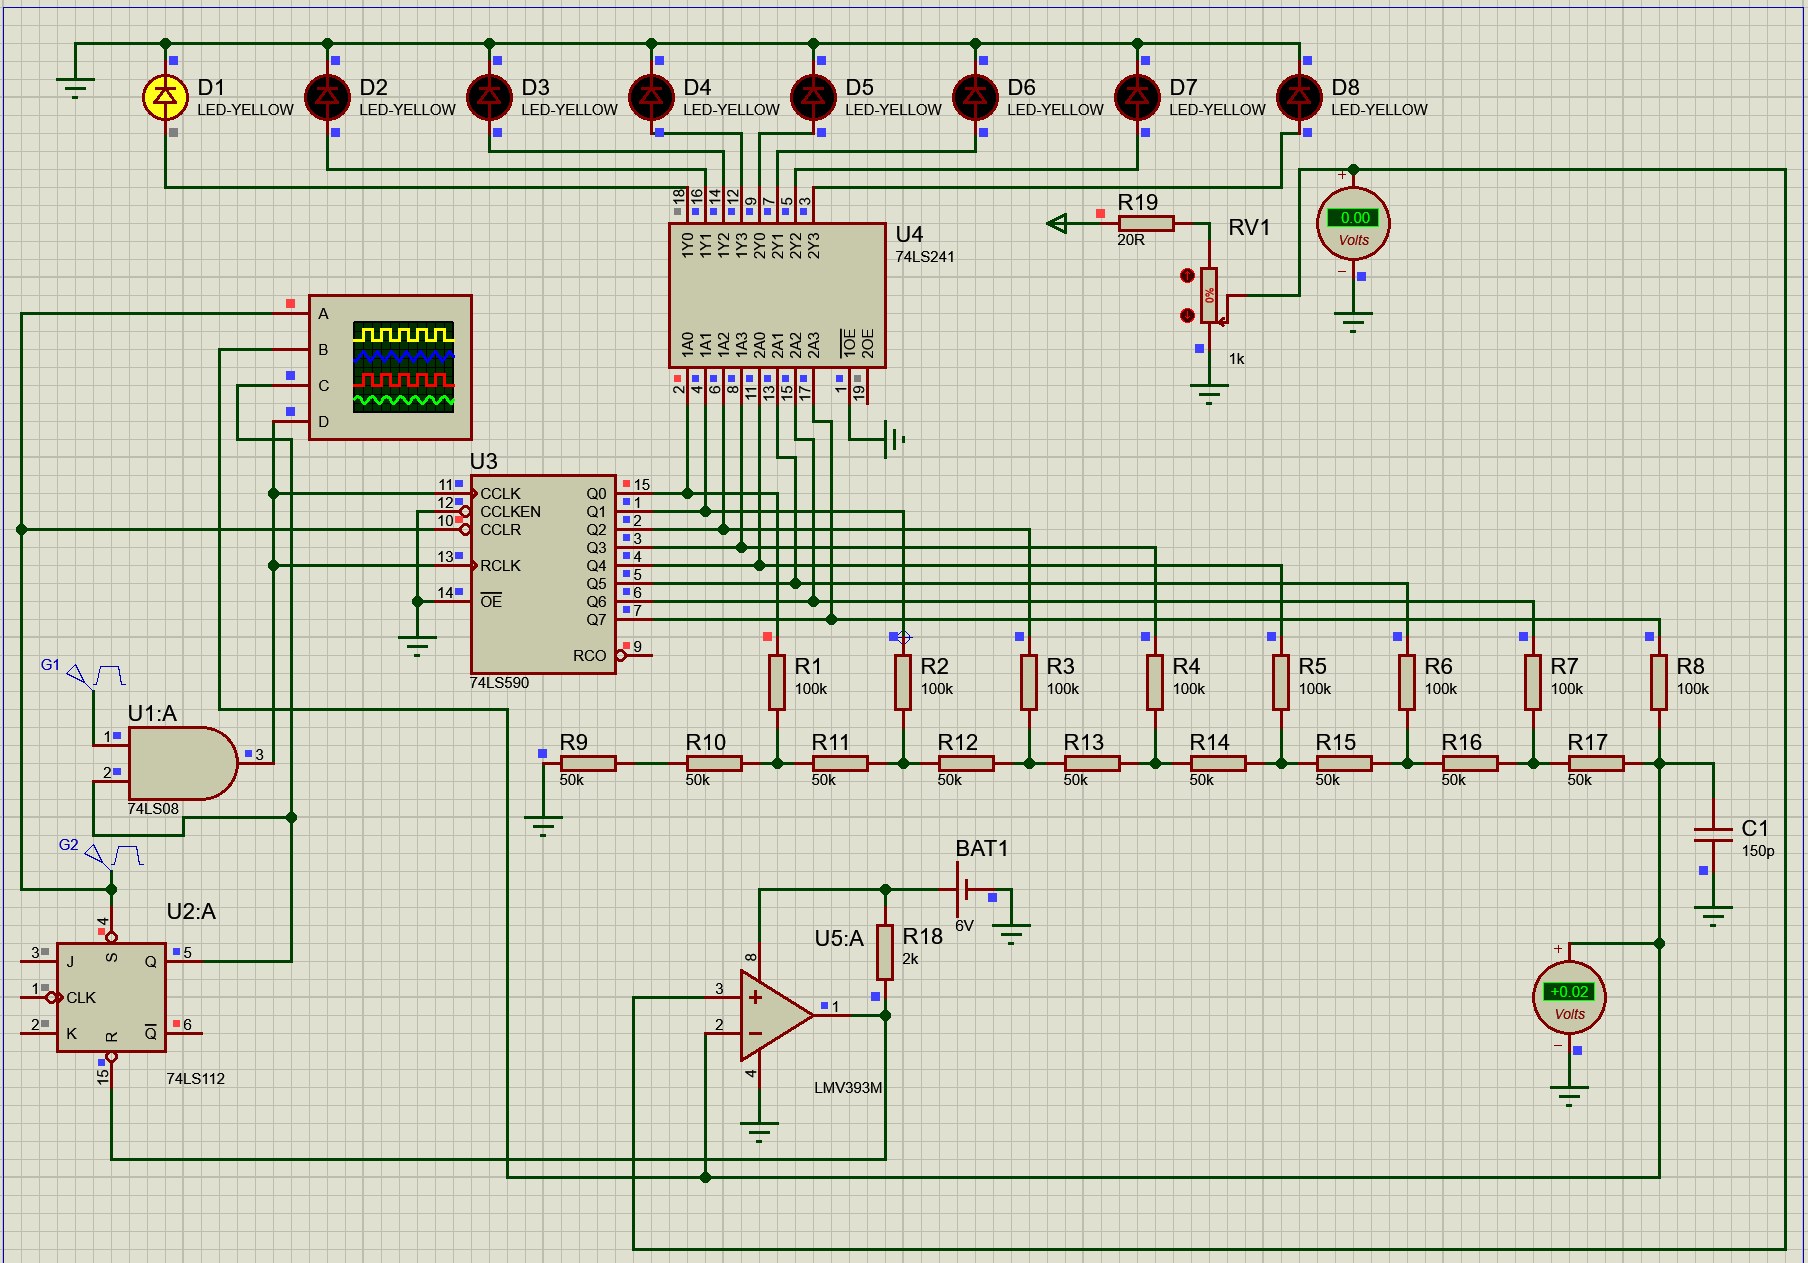 D1
LED-YELLOW
D2
LED-YELLOW
D3
LED-YELLOW
D4
LED-YELLOW
D5
LED-YELLOW
D6
LED-YELLOW
D7
LED-YELLOW
D8
LED-YELLOW
18 16 14 12 9 7 5 3
1Y0 1Y1 1Y2 1Y3 2Y0 2Y1 2Y2 2Y3
U4
74LS241
1A0 1A1 1A2 1A3 2A0 2A1 2A2 2A3 1OE 2OE
2 4 6 8 11 13 15 17 1 19
R19
20R
RV1
0%
1k
+
0.00
Volts
−
A
B
C
D
U3
11 CCLK Q0 15
12 CCLKEN Q1 1
10 CCLR Q2 2
Q3 3
13 RCLK Q4 4
Q5 5
14 OE Q6 6
Q7 7
RCO 9
74LS590
G1
U1:A
1
2
3
74LS08
G2
R1
100k
R2
100k
R3
100k
R4
100k
R5
100k
R6
100k
R7
100k
R8
100k
R9
50k
R10
50k
R11
50k
R12
50k
R13
50k
R14
50k
R15
50k
R16
50k
R17
50k
C1
150p
BAT1
6V
U2:A
4
3 J S Q 5
1 CLK
2 K R Q 6
15
74LS112
U5:A
R18
2k
8
3 +
1
2 −
4
LMV393M
+
+0.02
Volts
−